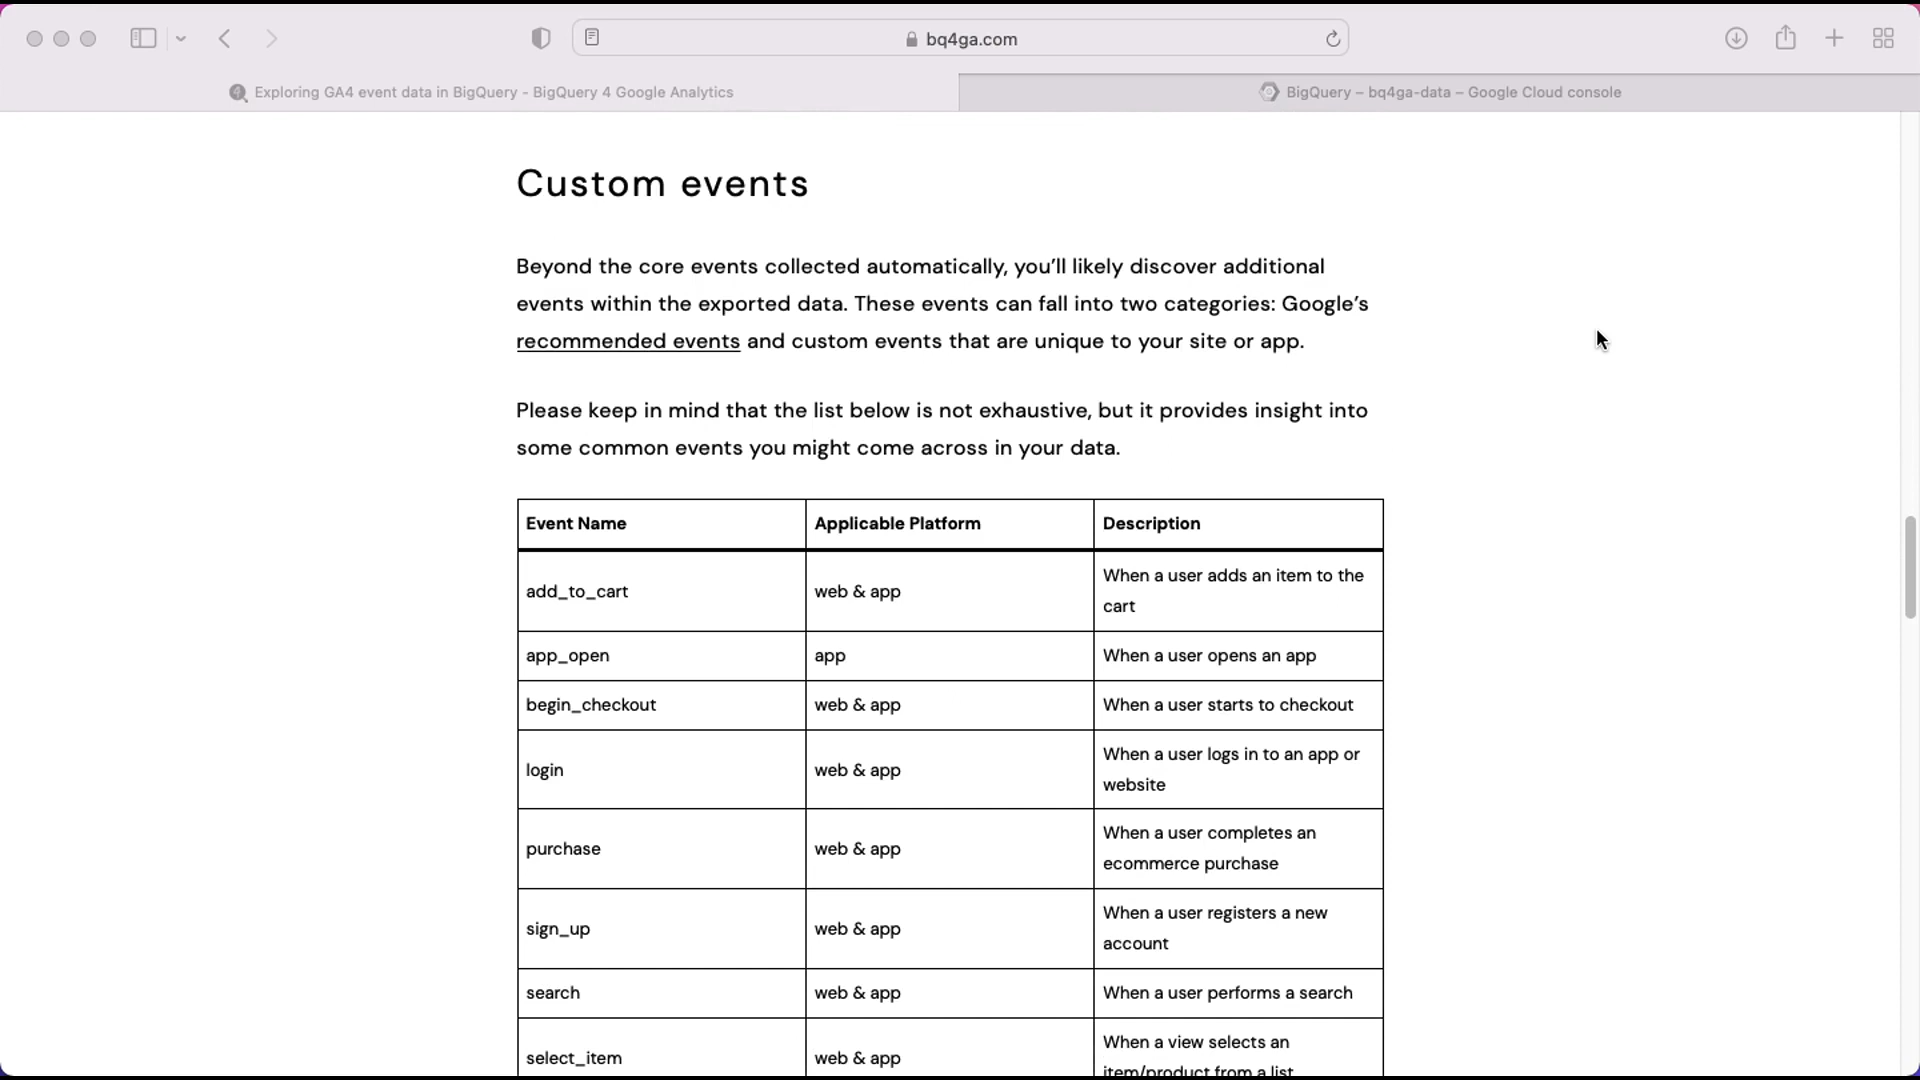 bq4ga.com
Exploring GA4 event data in BigQuery - BigQuery 4 Google Analytics
BigQuery – bq4ga-data – Google Cloud console
Custom events
Beyond the core events collected automatically, you’ll likely discover additional
events within the exported data. These events can fall into two categories: Google’s
recommended events and custom events that are unique to your site or app.
Please keep in mind that the list below is not exhaustive, but it provides insight into
some common events you might come across in your data.
Event Name Applicable Platform Description
add_to_cart web & app When a user adds an item to the
cart
app_open app When a user opens an app
begin_checkout web & app When a user starts to checkout
login web & app When a user logs in to an app or
website
purchase web & app When a user completes an
ecommerce purchase
sign_up web & app When a user registers a new
account
search web & app When a user performs a search
select_item web & app When a view selects an
item/product from a list